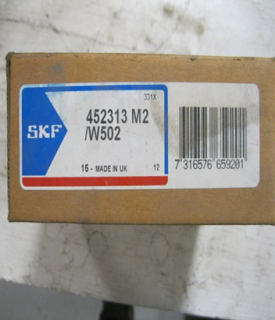 331X
SKF
452313 M2
/W502
15 - MADE IN UK 12
7 316576 659201